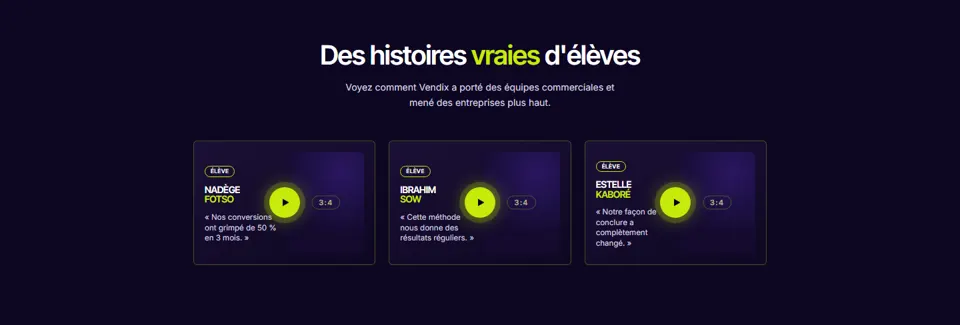 Des histoires vraies d'élèves
Voyez comment Vendix a porté des équipes commerciales et
mené des entreprises plus haut.
ÉLÈVE
NADÈGE
FOTSO
« Nos conversions
ont grimpé de 50 %
en 3 mois. »
3:4
ÉLÈVE
IBRAHIM
SOW
« Cette méthode
nous donne des
résultats réguliers. »
3:4
ÉLÈVE
ESTELLE
KABORÉ
« Notre façon de
conclure a
complètement
changé. »
3:4